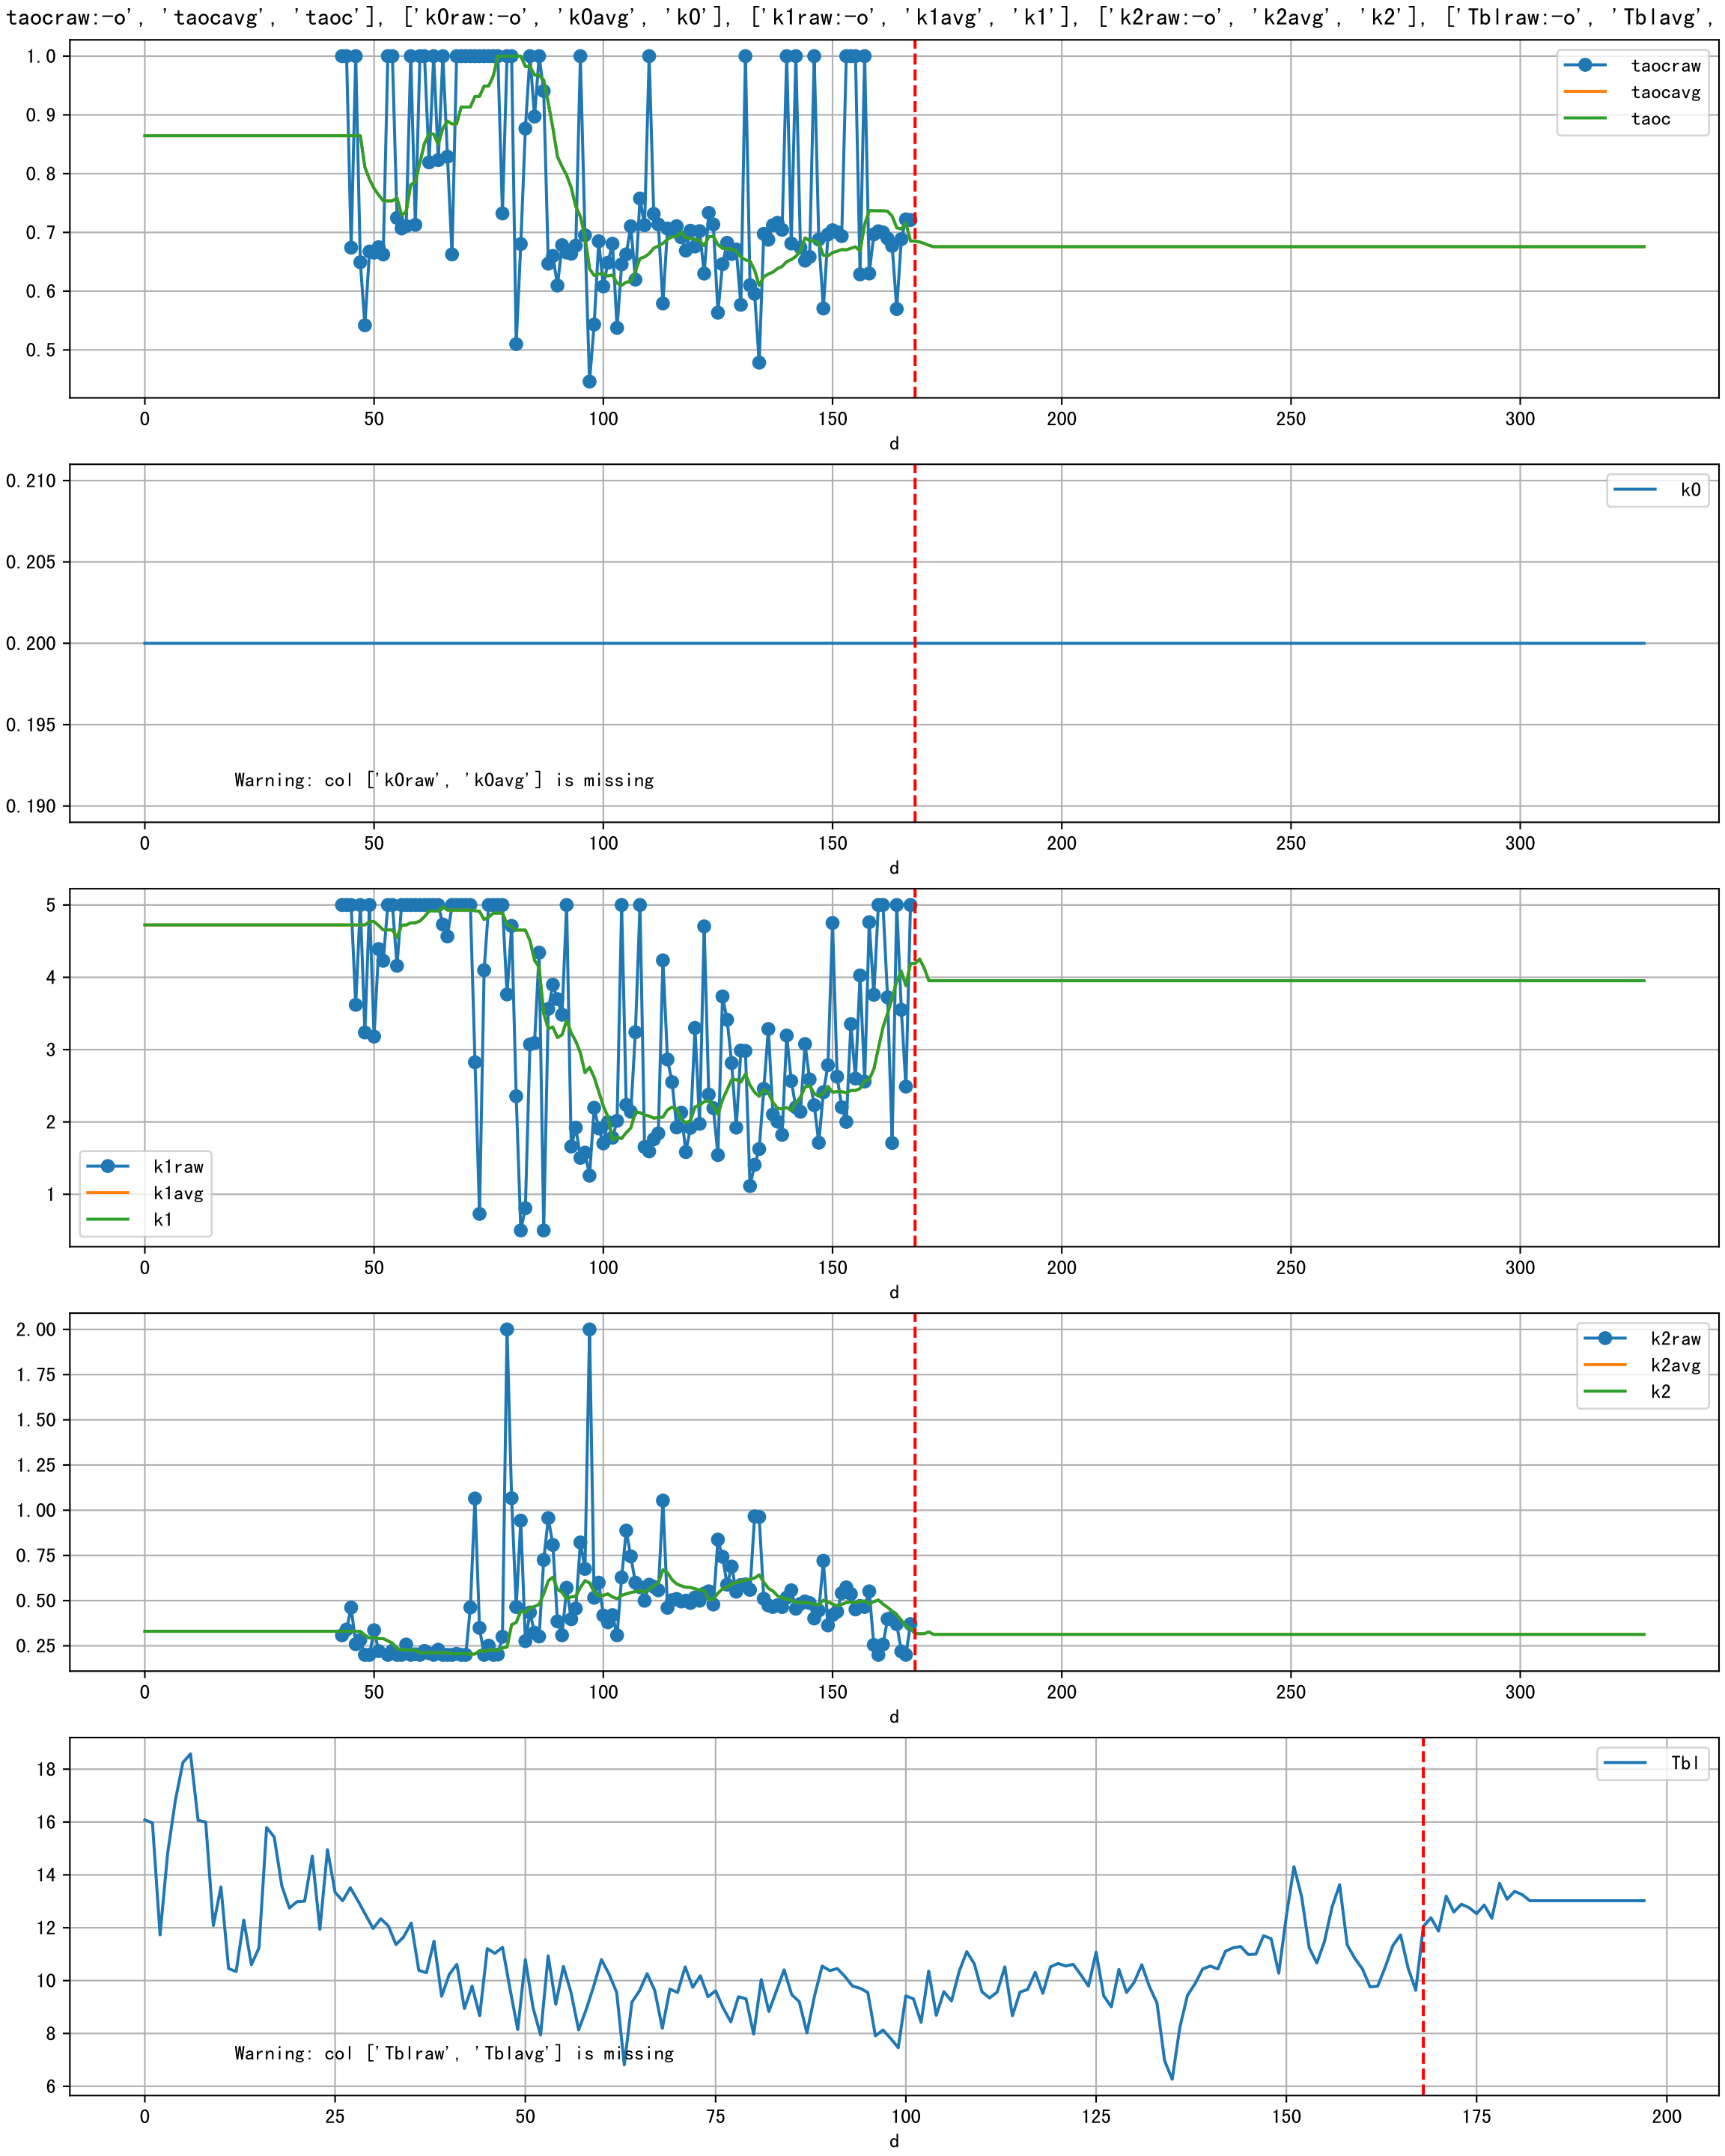 taocraw:-o', 'taocavg', 'taoc'], ['k0raw:-o', 'k0avg', 'k0'], ['k1raw:-o', 'k1avg', 'k1'], ['k2raw:-o', 'k2avg', 'k2'], ['Tblraw:-o', 'Tblavg',
1.0
0.9
0.8
0.7
0.6
0.5
taocraw
taocavg
taoc
0 50 100 150 200 250 300
d
0.210
0.205
0.200
0.195
0.190
k0
Warning: col ['k0raw', 'k0avg'] is missing
0 50 100 150 200 250 300
d
5
4
3
2
1
k1raw
k1avg
k1
0 50 100 150 200 250 300
d
2.00
1.75
1.50
1.25
1.00
0.75
0.50
0.25
k2raw
k2avg
k2
0 50 100 150 200 250 300
d
18
16
14
12
10
8
6
Tbl
Warning: col ['Tblraw', 'Tblavg'] is missing
0 25 50 75 100 125 150 175 200
d